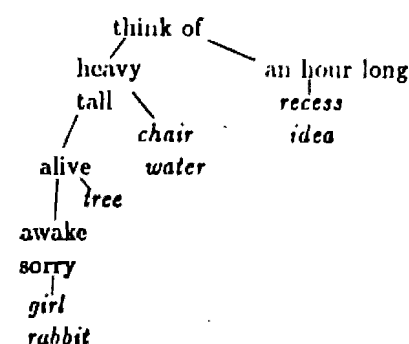 think of
heavy
an hour long
tall
recess
chair
idea
alive
water
tree
awake
sorry
girl
rabbit